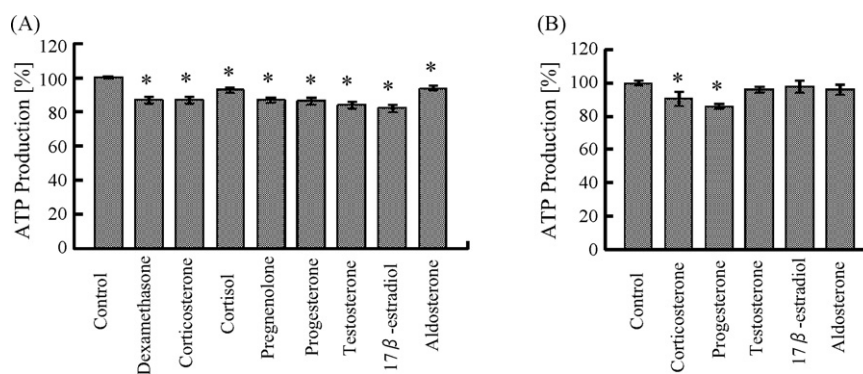 (A)
ATP Production [%]
120
100
80
60
40
20
0
* * * * * * * *
Control
Dexamethasone
Corticosterone
Cortisol
Pregnenolone
Progesterone
Testosterone
17β-estradiol
Aldosterone
(B)
ATP Production [%]
120
100
80
60
40
20
0
* *
Control
Corticosterone
Progesterone
Testosterone
17β-estradiol
Aldosterone